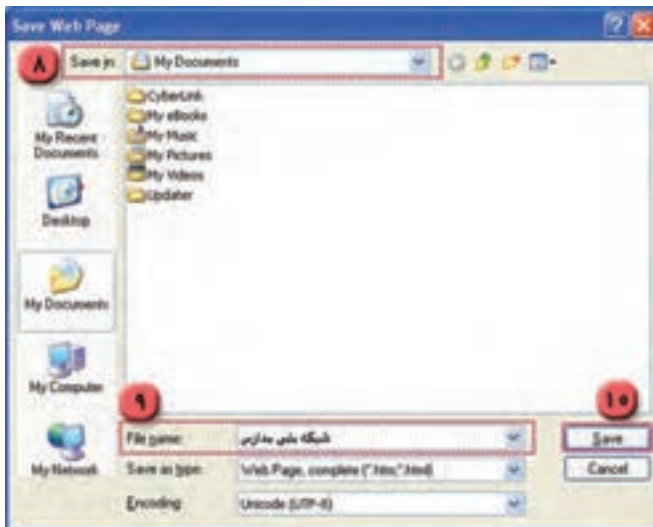 Save Web Page
۸
Save in: My Documents
CyberLink
My eBooks
My Music
My Pictures
My Videos
Updater
My Recent Documents
Desktop
My Documents
My Computer
My Network
۹
۱۰
File name: شبکه ملی مدارس
Save
Save as type: Web Page, complete (*.htm;*.html)
Cancel
Encoding: Unicode (UTF-8)